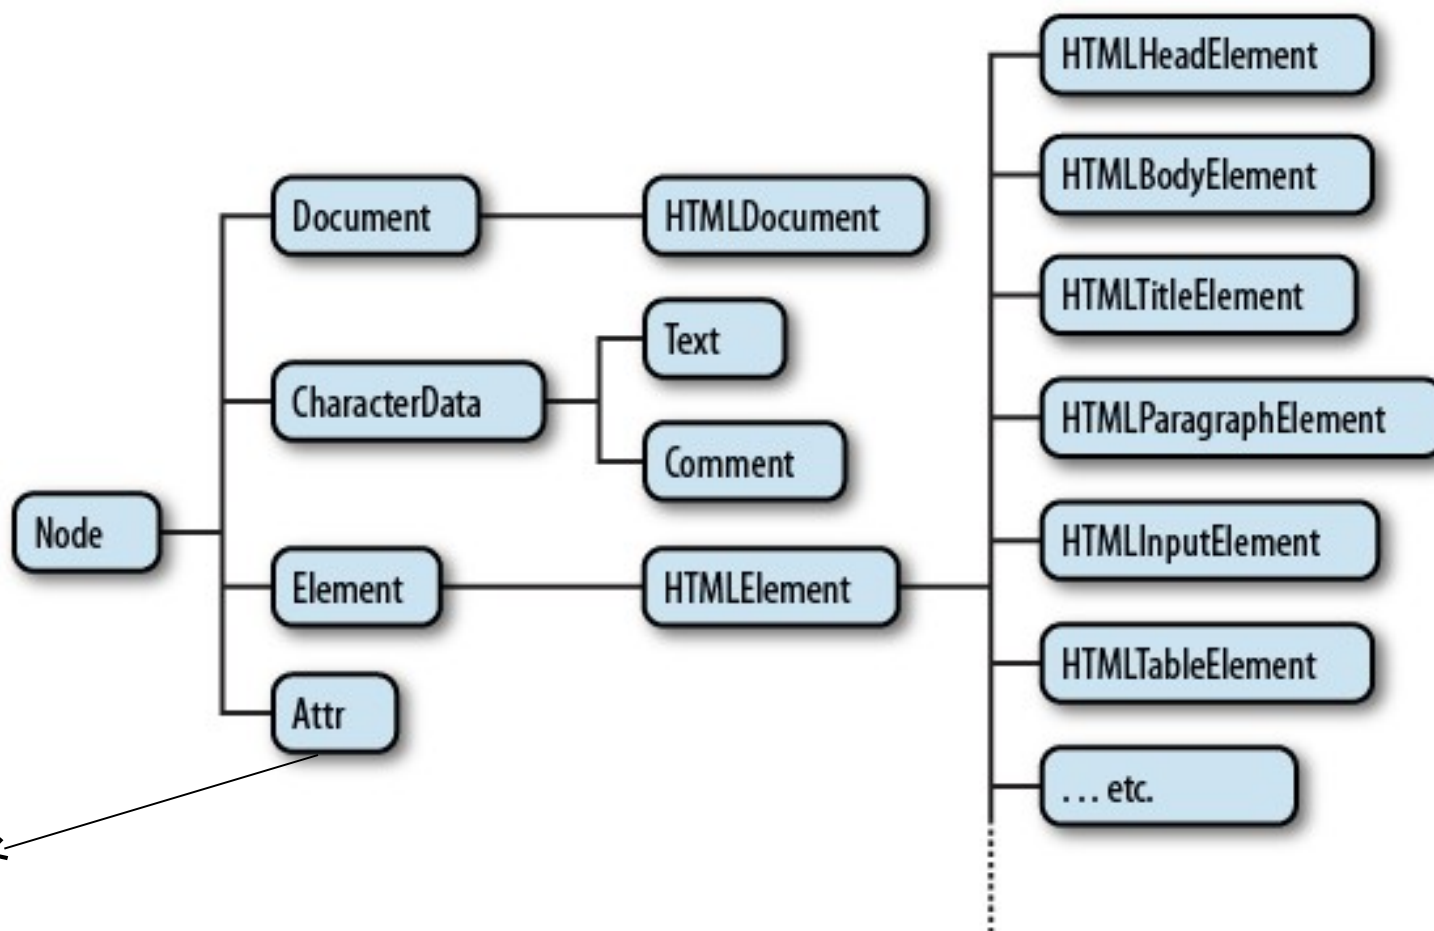 HTMLHeadElement
HTMLBodyElement
Document
HTMLDocument
HTMLTitleElement
Text
CharacterData
HTMLParagraphElement
Comment
Node
HTMLInputElement
Element
HTMLElement
HTMLTableElement
Attr
... etc.